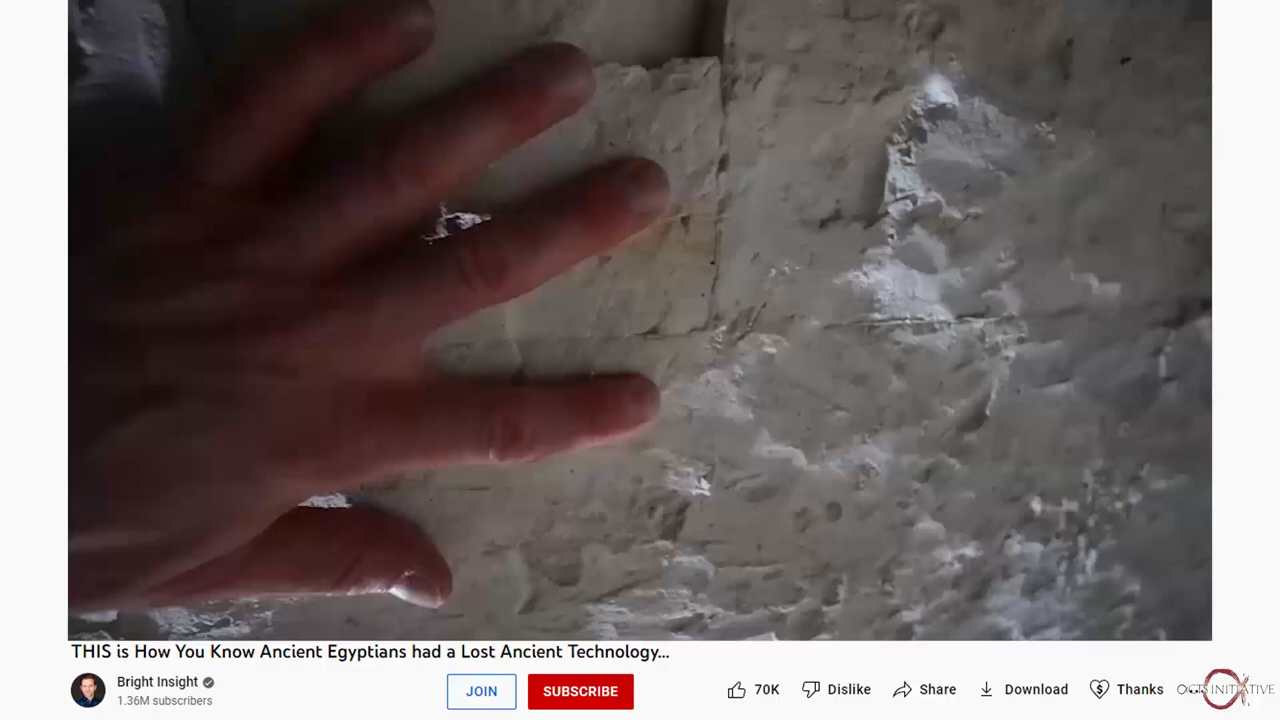 THIS is How You Know Ancient Egyptians had a Lost Ancient Technology...
Bright Insight
1.36M subscribers
JOIN
SUBSCRIBE
70K
Dislike
Share
Download
Thanks
INITIATIVE